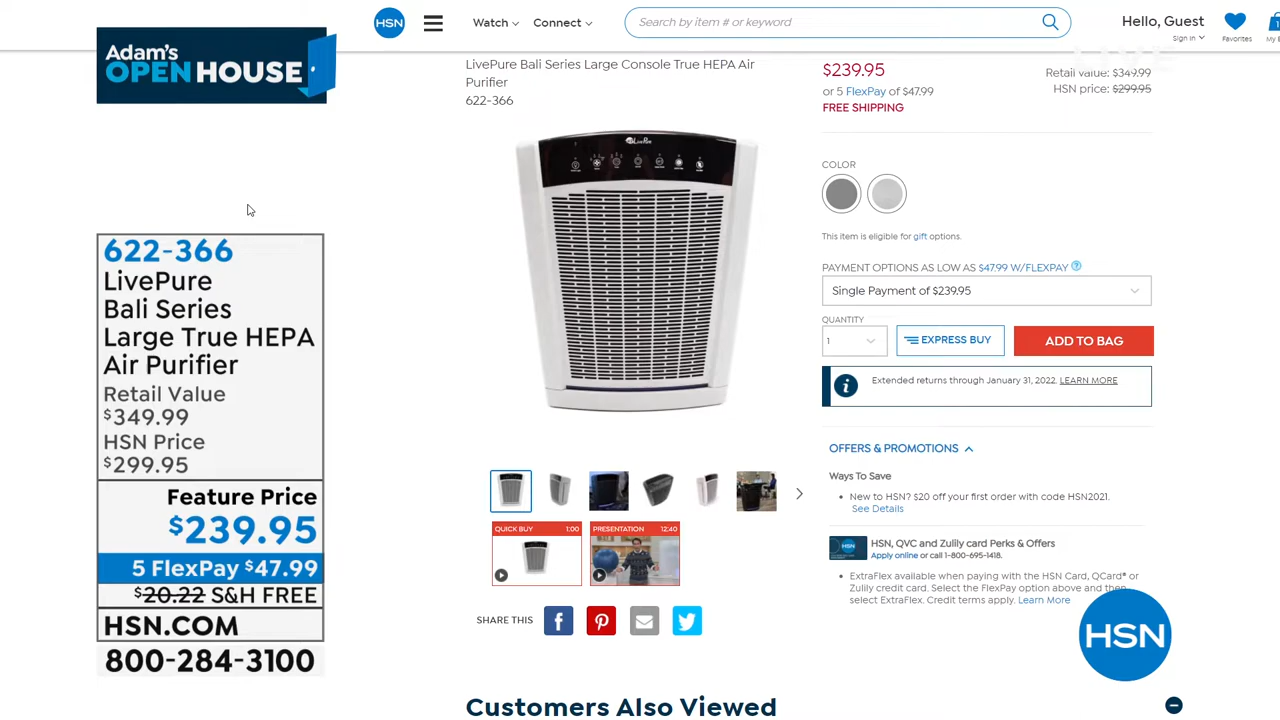 Adam's
OPEN HOUSE
622-366
LivePure
Bali Series
Large True HEPA
Air Purifier
Retail Value
$349.99
HSN Price
$299.95
Feature Price
$239.95
5 FlexPay $47.99
$20.22 S&H FREE
HSN.COM
800-284-3100
HSN
Watch
Connect
Search by item # or keyword
Hello, Guest
Sign In
Favorites
LIVE
LivePure Bali Series Large Console True HEPA Air
Purifier
622-366
LivePure
QUICK BUY 1:00
PRESENTATION 12:40
SHARE THIS
$239.95
or 5 FlexPay of $47.99
FREE SHIPPING
Retail value: $349.99
HSN price: $299.95
COLOR
This item is eligible for gift options.
PAYMENT OPTIONS AS LOW AS $47.99 W/FLEXPAY ?
Single Payment of $239.95
QUANTITY
1
EXPRESS BUY
ADD TO BAG
Extended returns through January 31, 2022. LEARN MORE
OFFERS & PROMOTIONS
Ways To Save
• New to HSN? $20 off your first order with code HSN2021.
See Details
HSN, QVC and Zulily card Perks & Offers
Apply online or call 1-800-695-1418.
• ExtraFlex available when paying with the HSN Card, QCard® or
Zulily credit card. Select the FlexPay option above and then
select ExtraFlex. Credit terms apply. Learn More
HSN
Customers Also Viewed